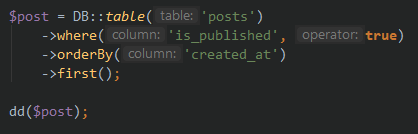 $post = DB::table( table: 'posts')
->where( column: 'is_published', operator: true)
->orderBy( column: 'created_at')
->first();
dd($post);